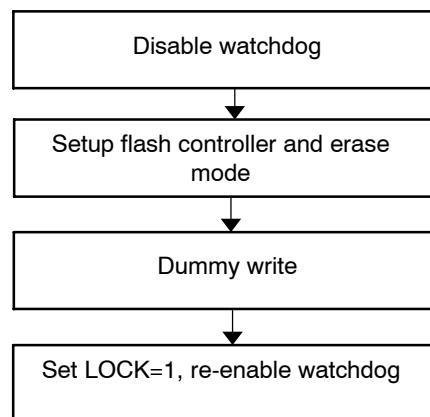 Disable watchdog
Setup flash controller and erase
mode
Dummy write
Set LOCK=1, re-enable watchdog